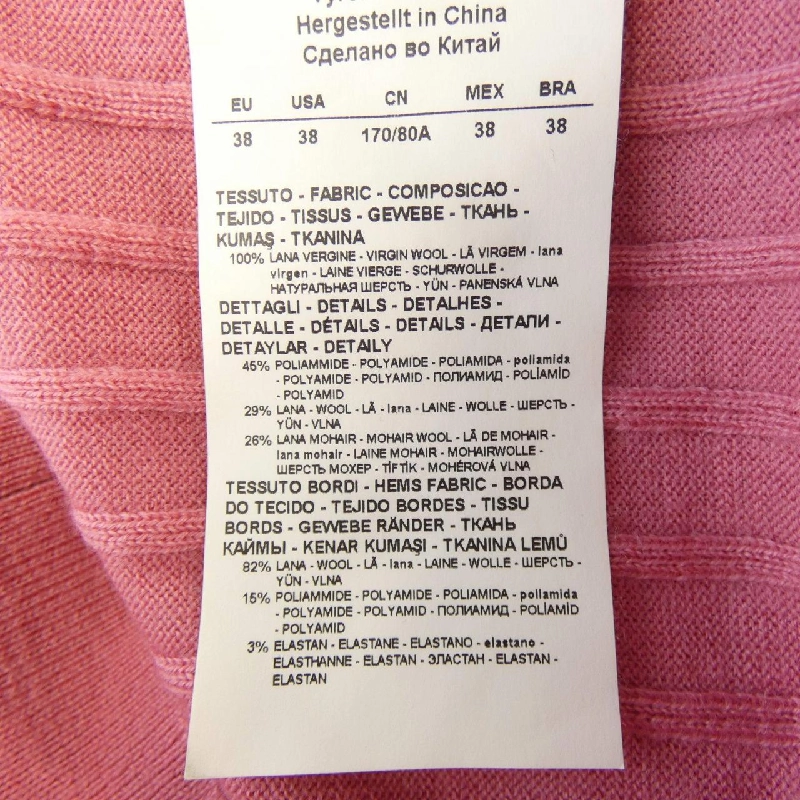 Hergestellt in China
Сделано во Китай
EU USA CN MEX BRA
38 38 170/80A 38 38
TESSUTO - FABRIC - COMPOSICAO -
TEJIDO - TISSUS - GEWEBE - ТКАНЬ -
KUMAŞ - TKANINA
100% LANA VERGINE - VIRGIN WOOL - LÃ VIRGEM - lana
virgen - LAINE VIERGE - SCHURWOLLE -
НАТУРАЛЬНАЯ ШЕРСТЬ - YÜN - PANENSKÁ VLNA
DETTAGLI - DETAILS - DETALHES -
DETALLE - DÉTAILS - DETAILS - ДЕТАЛИ -
DETAYLAR - DETAILY
45% POLIAMMIDE - POLYAMIDE - POLIAMIDA - poliamida
- POLYAMIDE - POLYAMID - ПОЛИАМИД - POLİAMİD
- POLYAMID
29% LANA - WOOL - LÃ - lana - LAINE - WOLLE - ШЕРСТЬ -
YÜN - VLNA
26% LANA MOHAIR - MOHAIR WOOL - LÃ DE MOHAIR -
lana mohair - LAINE MOHAIR - MOHAIRWOLLE -
ШЕРСТЬ МОХЕР - TİFTİK - MOHÉROVÁ VLNA
TESSUTO BORDI - HEMS FABRIC - BORDA
DO TECIDO - TEJIDO BORDES - TISSU
BORDS - GEWEBE RÄNDER - ТКАНЬ
КАЙМЫ - KENAR KUMAŞI - TKANINA LEMŮ
82% LANA - WOOL - LÃ - lana - LAINE - WOLLE - ШЕРСТЬ -
YÜN - VLNA
15% POLIAMMIDE - POLYAMIDE - POLIAMIDA - poliamida
- POLYAMIDE - POLYAMID - ПОЛИАМИД - POLİAMİD
- POLYAMID
3% ELASTAN - ELASTANE - ELASTANO - elastano -
ELASTHANNE - ELASTAN - ЭЛАСТАН - ELASTAN -
ELASTAN